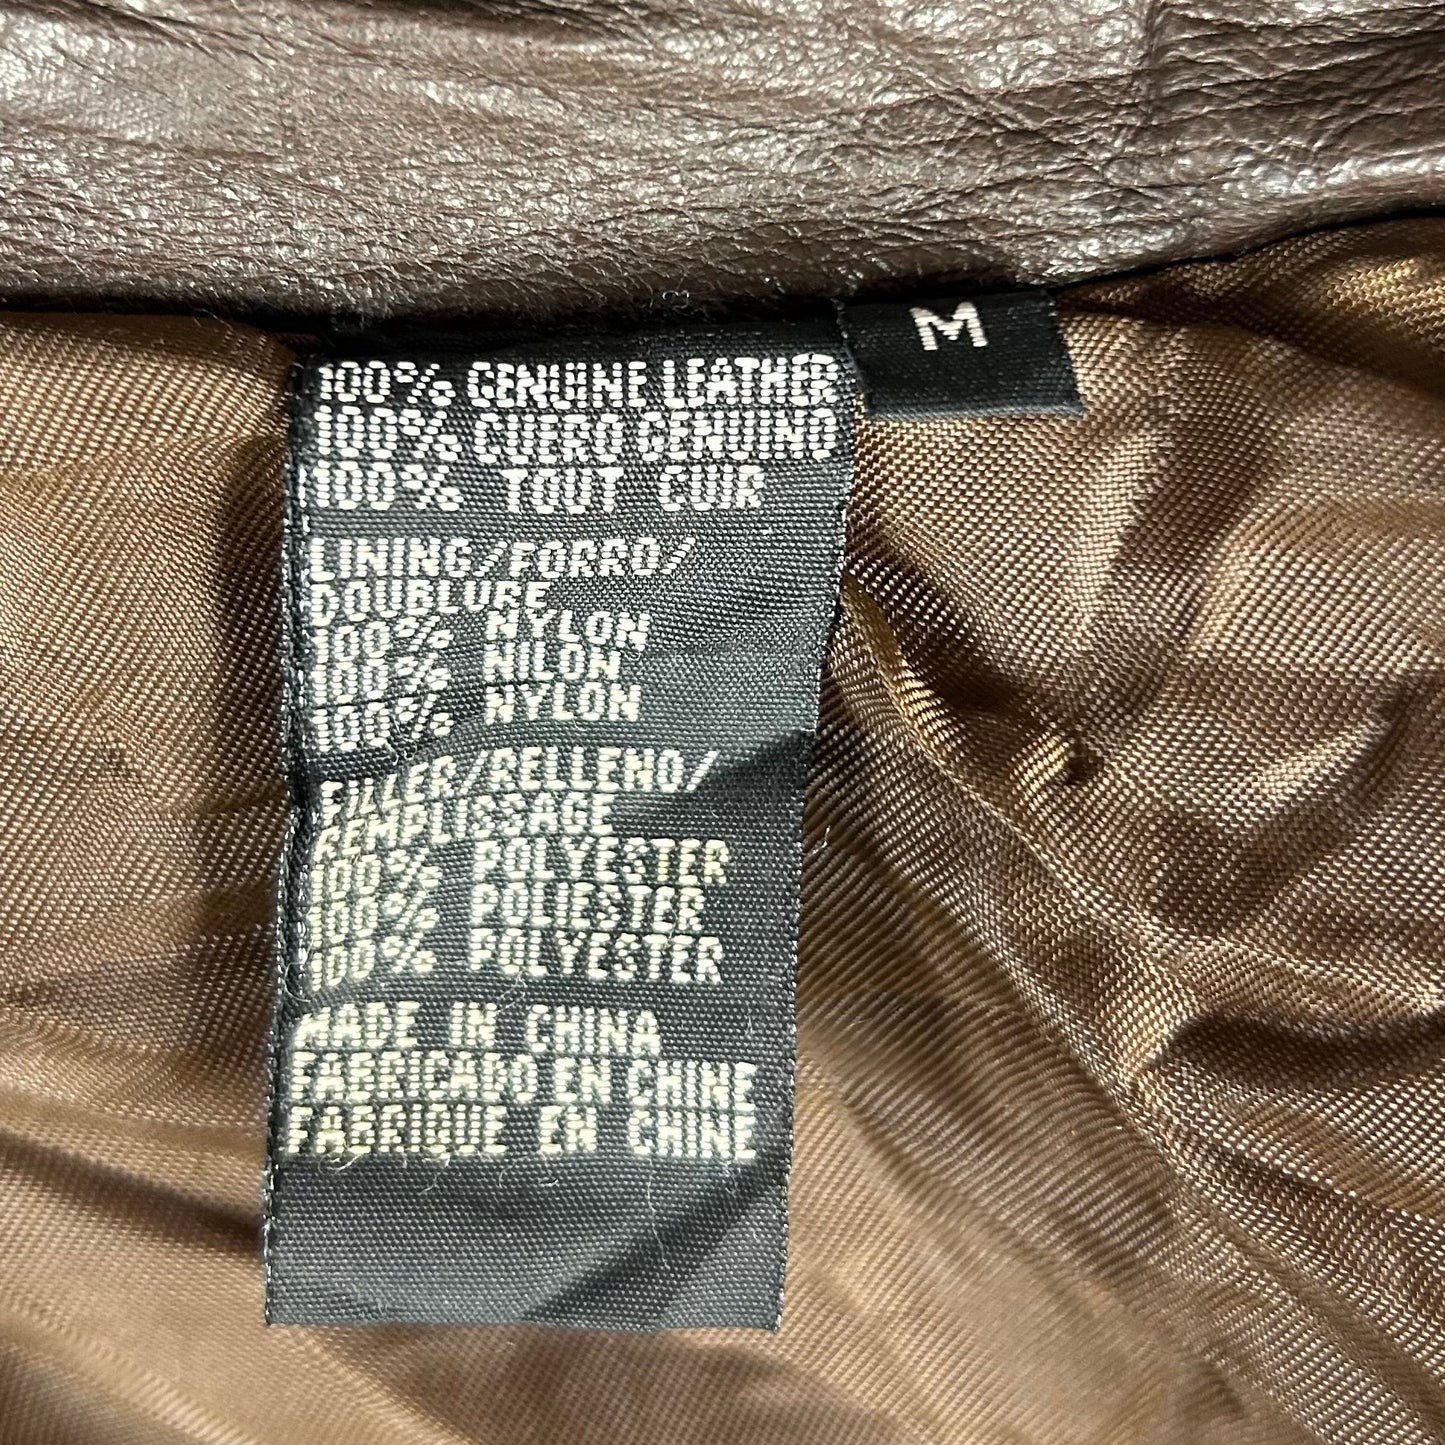 M
100% GENUINE LEATHER
100% CUERO GENUINO
100% TOUT CUIR
LINING/FORRO/
DOUBLURE
100% NYLON
100% NILON
100% NYLON
FILLER/RELLENO/
REMPLISSAGE
100% POLYESTER
100% POLIESTER
100% POLYESTER
MADE IN CHINA
FABRICADO EN CHINE
FABRIQUE EN CHINE